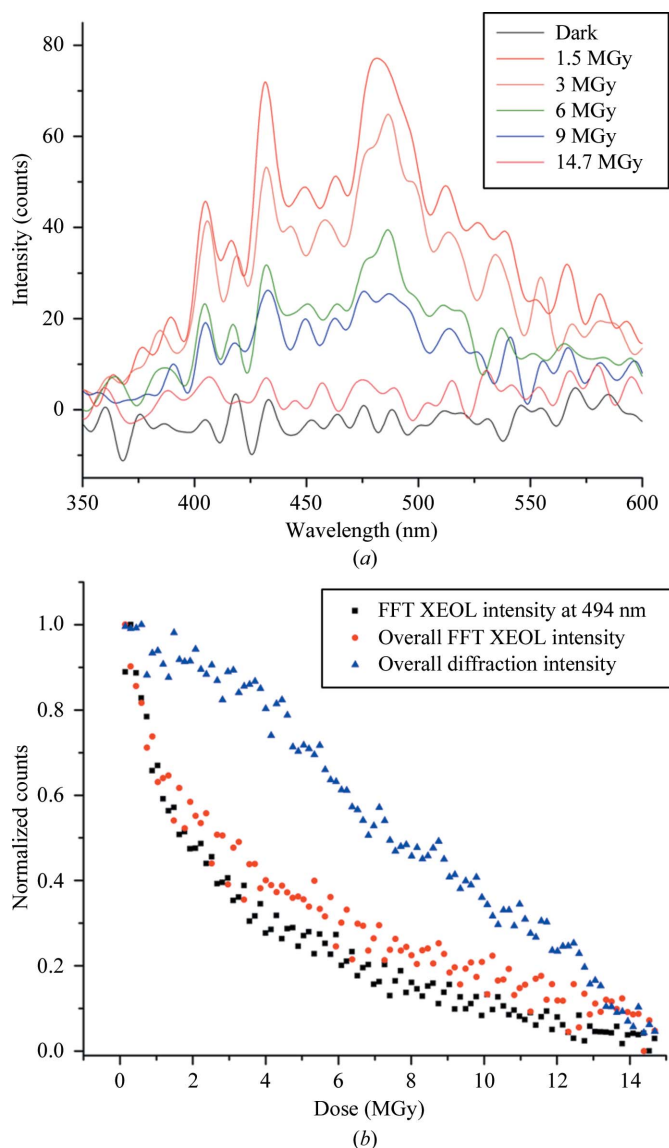 80
60
40
20
0
Intensity (counts)
Dark
1.5 MGy
3 MGy
6 MGy
9 MGy
14.7 MGy
350 400 450 500 550 600
Wavelength (nm)
(a)
FFT XEOL intensity at 494 nm
Overall FFT XEOL intensity
Overall diffraction intensity
1.0
0.8
0.6
0.4
0.2
0.0
Normalized counts
0 2 4 6 8 10 12 14
Dose (MGy)
(b)